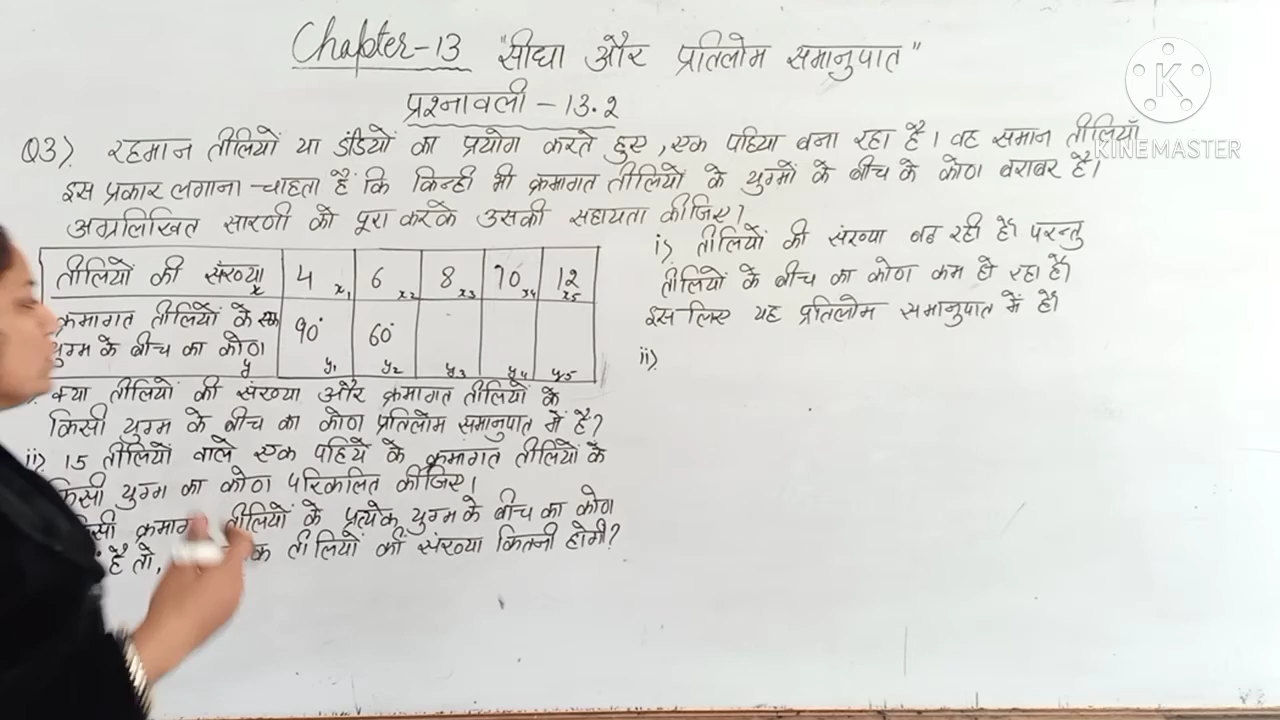 Chapter-13 "सीधा और प्रतिलोम समानुपात"
K
KINEMASTER
प्रश्नावली - 13.2
Q3) रहमान तीलियों या डंडियों का प्रयोग करते हुए, एक पहिया बना रहा है। वह समान तीलियाँ
इस प्रकार लगाना चाहता है कि किन्ही भी क्रमागत तीलियों के युग्मों के बीच के कोण बराबर है।
अग्रलिखित सारणी को पूरा करके उसकी सहायता कीजिए।
तीलियों की संख्या x 4 x₁ 6 x₂ 8 x₃ 10 x₄ 12 x₅
क्रमागत तीलियों के एक 90° 60°
युग्म के बीच का कोण y y₁ y₂ y₃ y₄ y₅
क्या तीलियों की संख्या और क्रमागत तीलियों के
किसी युग्म के बीच का कोण प्रतिलोम समानुपात में है?
ii) 15 तीलियों वाले एक पहिये के क्रमागत तीलियों के
किसी युग्म का कोण परिकलित कीजिए।
तीलियों के प्रत्येक युग्म के बीच का कोण
है तो, तीलियों की संख्या कितनी होगी?
i) तीलियों की संख्या बढ रही है। परन्तु
तीलियों के बीच का कोण कम हो रहा है।
इस लिए यह प्रतिलोम समानुपात में है।
ii)